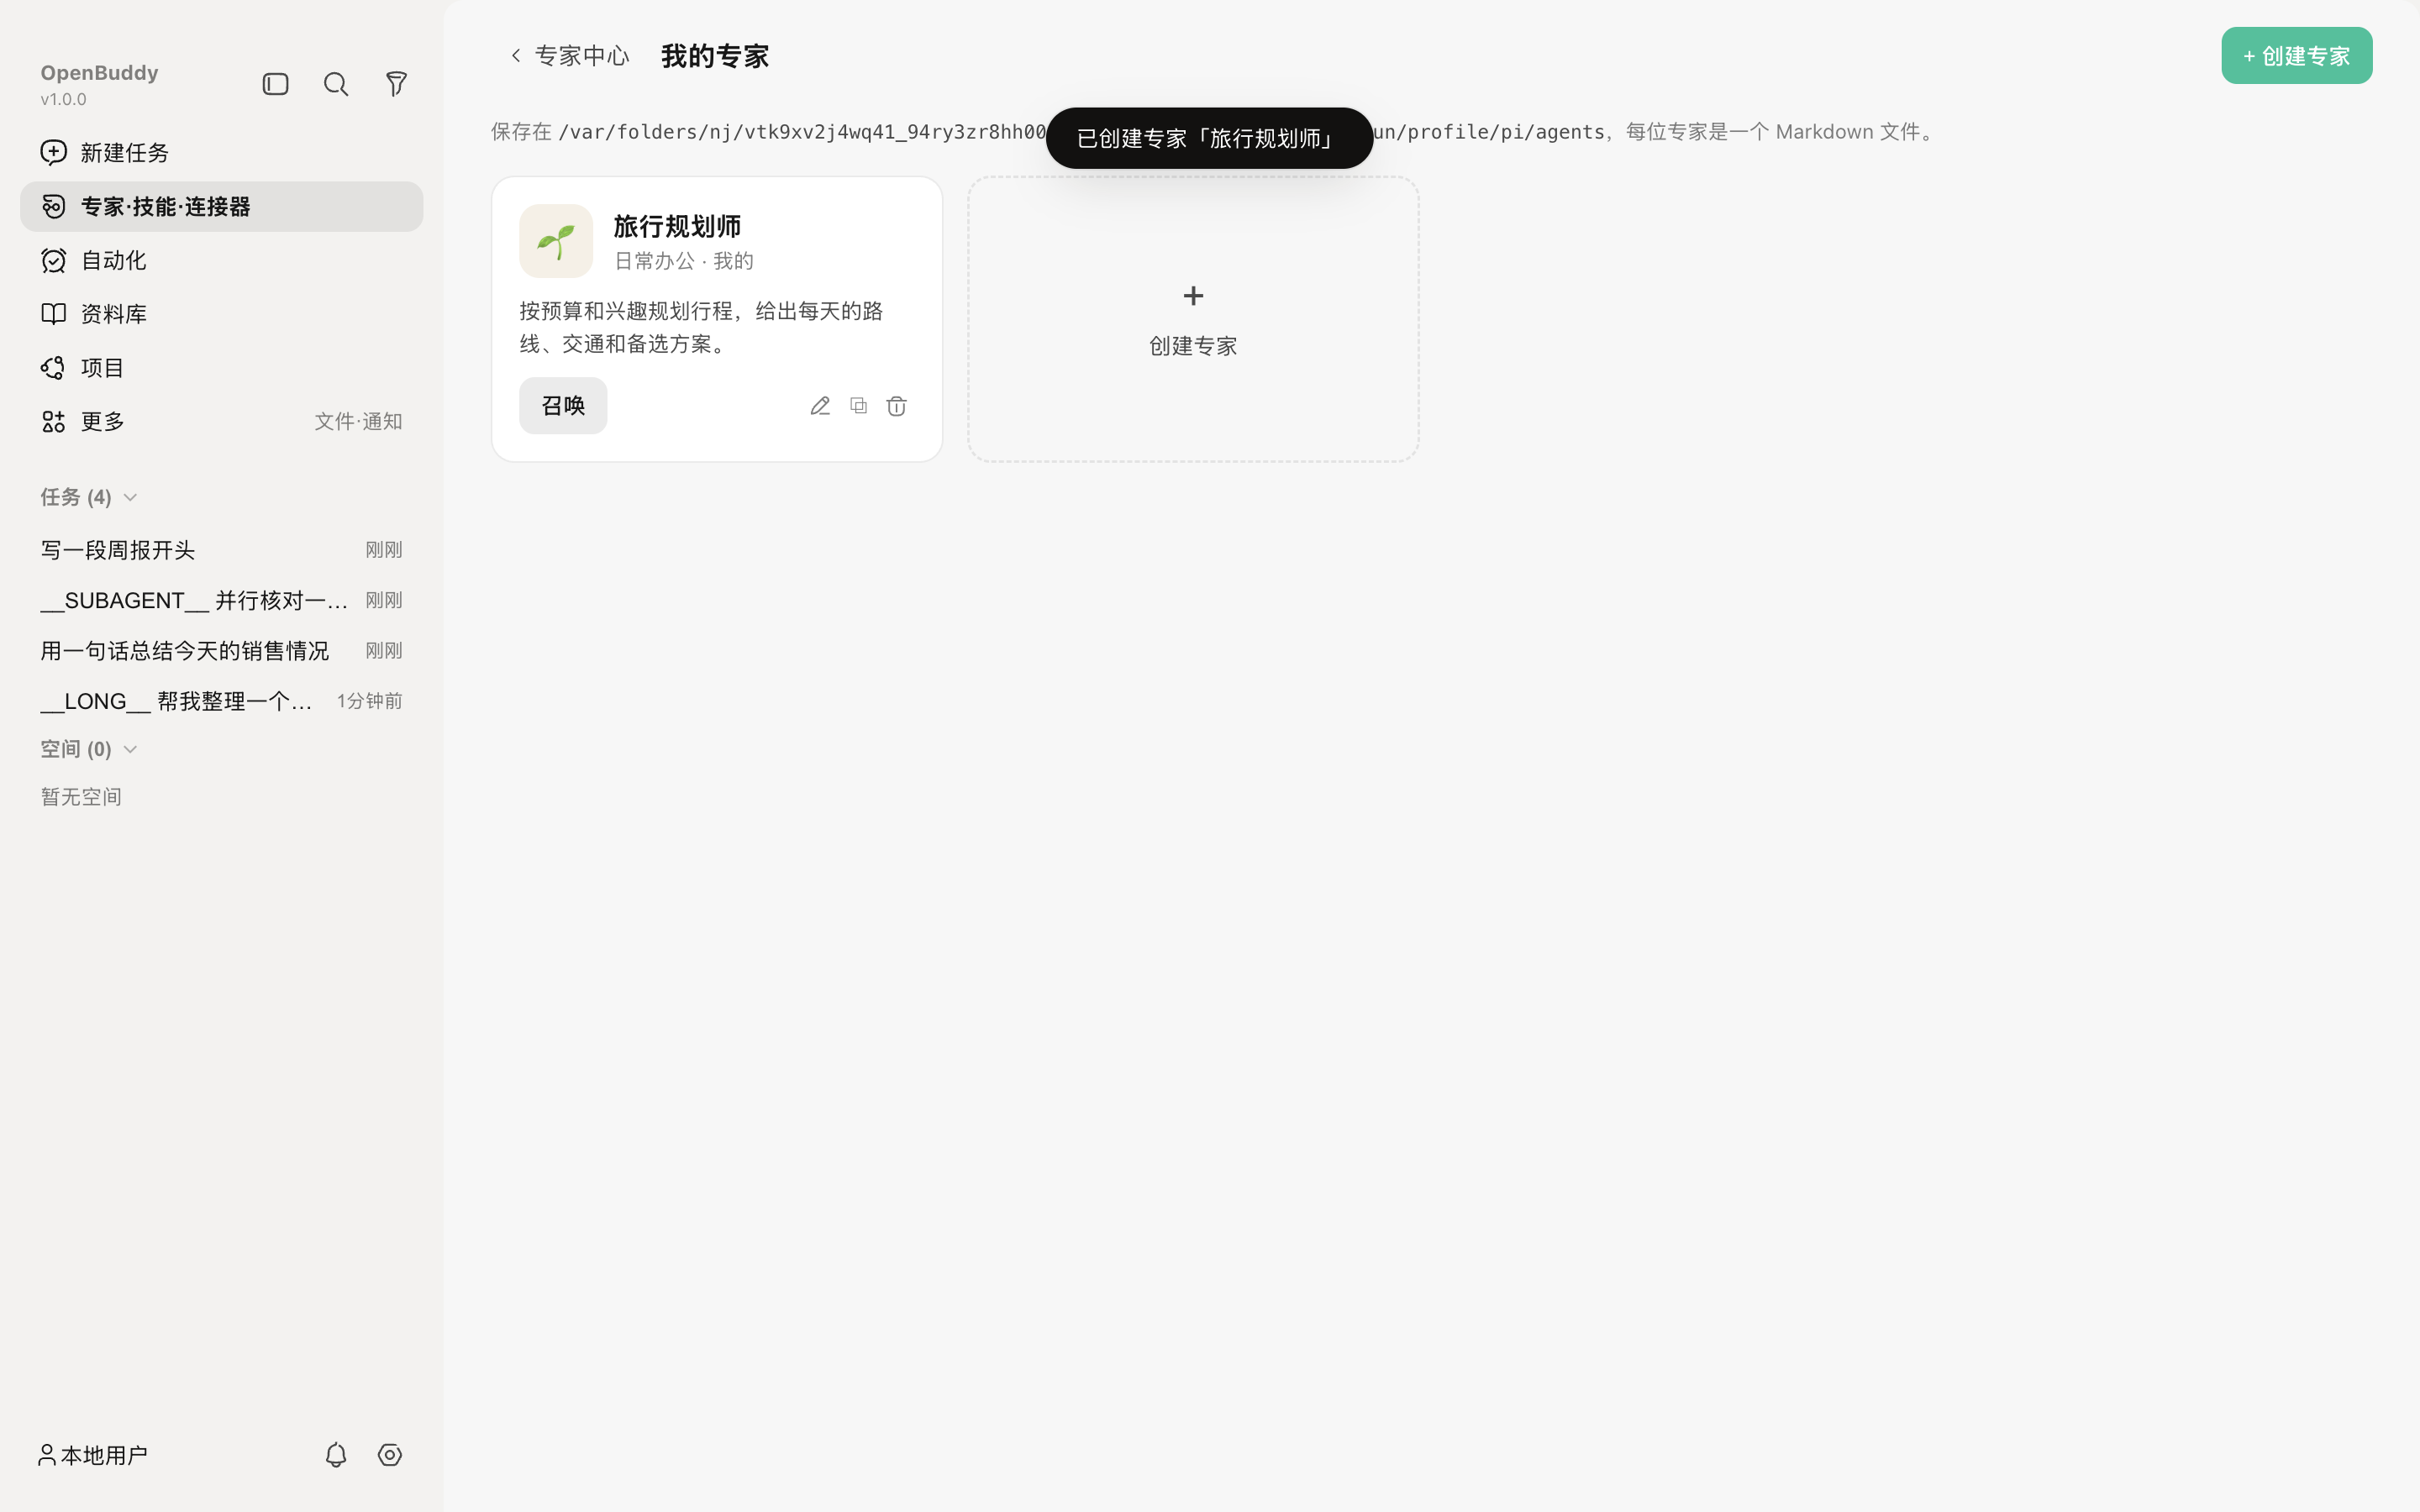 OpenBuddy
v1.0.0
新建任务
专家·技能·连接器
自动化
资料库
项目
更多 文件·通知
任务 (4)
写一段周报开头 刚刚
__SUBAGENT__ 并行核对一… 刚刚
用一句话总结今天的销售情况 刚刚
__LONG__ 帮我整理一个… 1分钟前
空间 (0)
暂无空间
本地用户
专家中心 我的专家
+ 创建专家
保存在 /var/folders/nj/vtk9xv2j4wq41_94ry3zr8hh00 un/profile/pi/agents，每位专家是一个 Markdown 文件。
已创建专家「旅行规划师」
旅行规划师
日常办公 · 我的
按预算和兴趣规划行程，给出每天的路
线、交通和备选方案。
召唤
+
创建专家